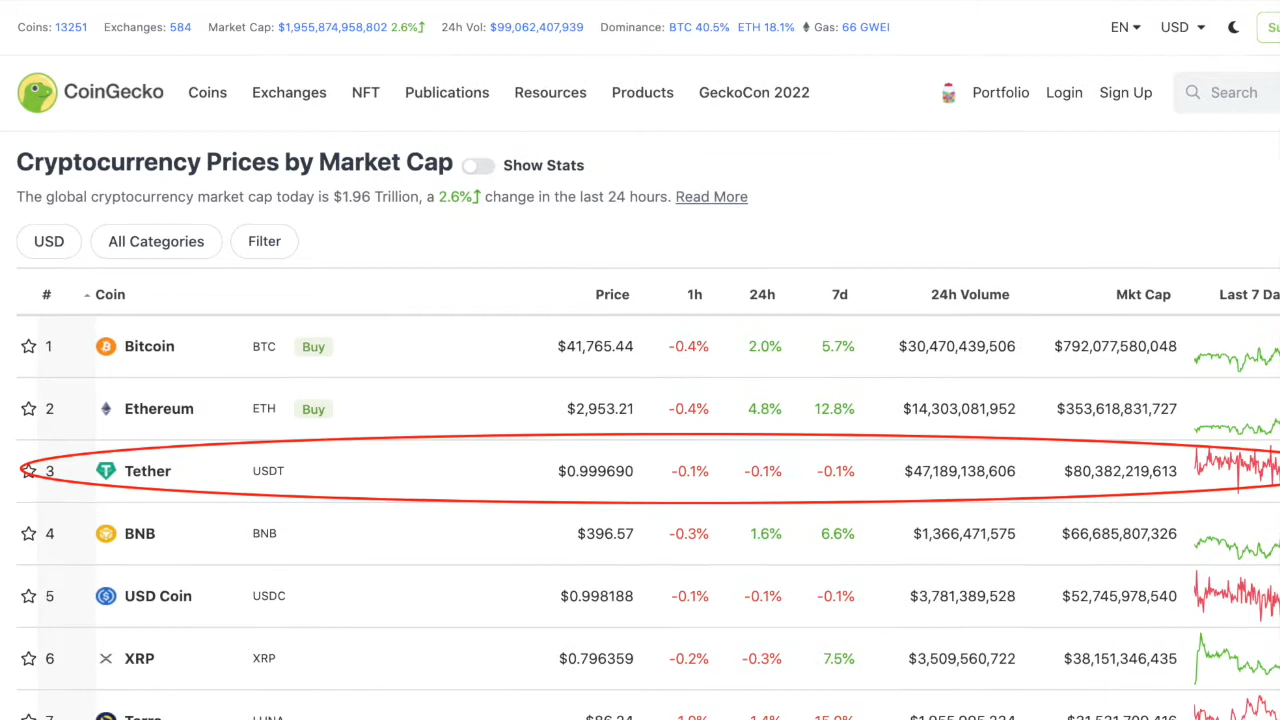 Coins: 13251 Exchanges: 584 Market Cap: $1,955,874,958,802 2.6% 24h Vol: $99,062,407,939 Dominance: BTC 40.5% ETH 18.1% Gas: 66 GWEI EN USD
CoinGecko Coins Exchanges NFT Publications Resources Products GeckoCon 2022 Portfolio Login Sign Up Search
Cryptocurrency Prices by Market Cap Show Stats
The global cryptocurrency market cap today is $1.96 Trillion, a 2.6% change in the last 24 hours. Read More
USD All Categories Filter
# Coin Price 1h 24h 7d 24h Volume Mkt Cap Last 7 Da
1 Bitcoin BTC Buy $41,765.44 -0.4% 2.0% 5.7% $30,470,439,506 $792,077,580,048
2 Ethereum ETH Buy $2,953.21 -0.4% 4.8% 12.8% $14,303,081,952 $353,618,831,727
3 Tether USDT $0.999690 -0.1% -0.1% -0.1% $47,189,138,606 $80,382,219,613
4 BNB BNB $396.57 -0.3% 1.6% 6.6% $1,366,471,575 $66,685,807,326
5 USD Coin USDC $0.998188 -0.1% -0.1% -0.1% $3,781,389,528 $52,745,978,540
6 XRP XRP $0.796359 -0.2% -0.3% 7.5% $3,509,560,722 $38,151,346,435